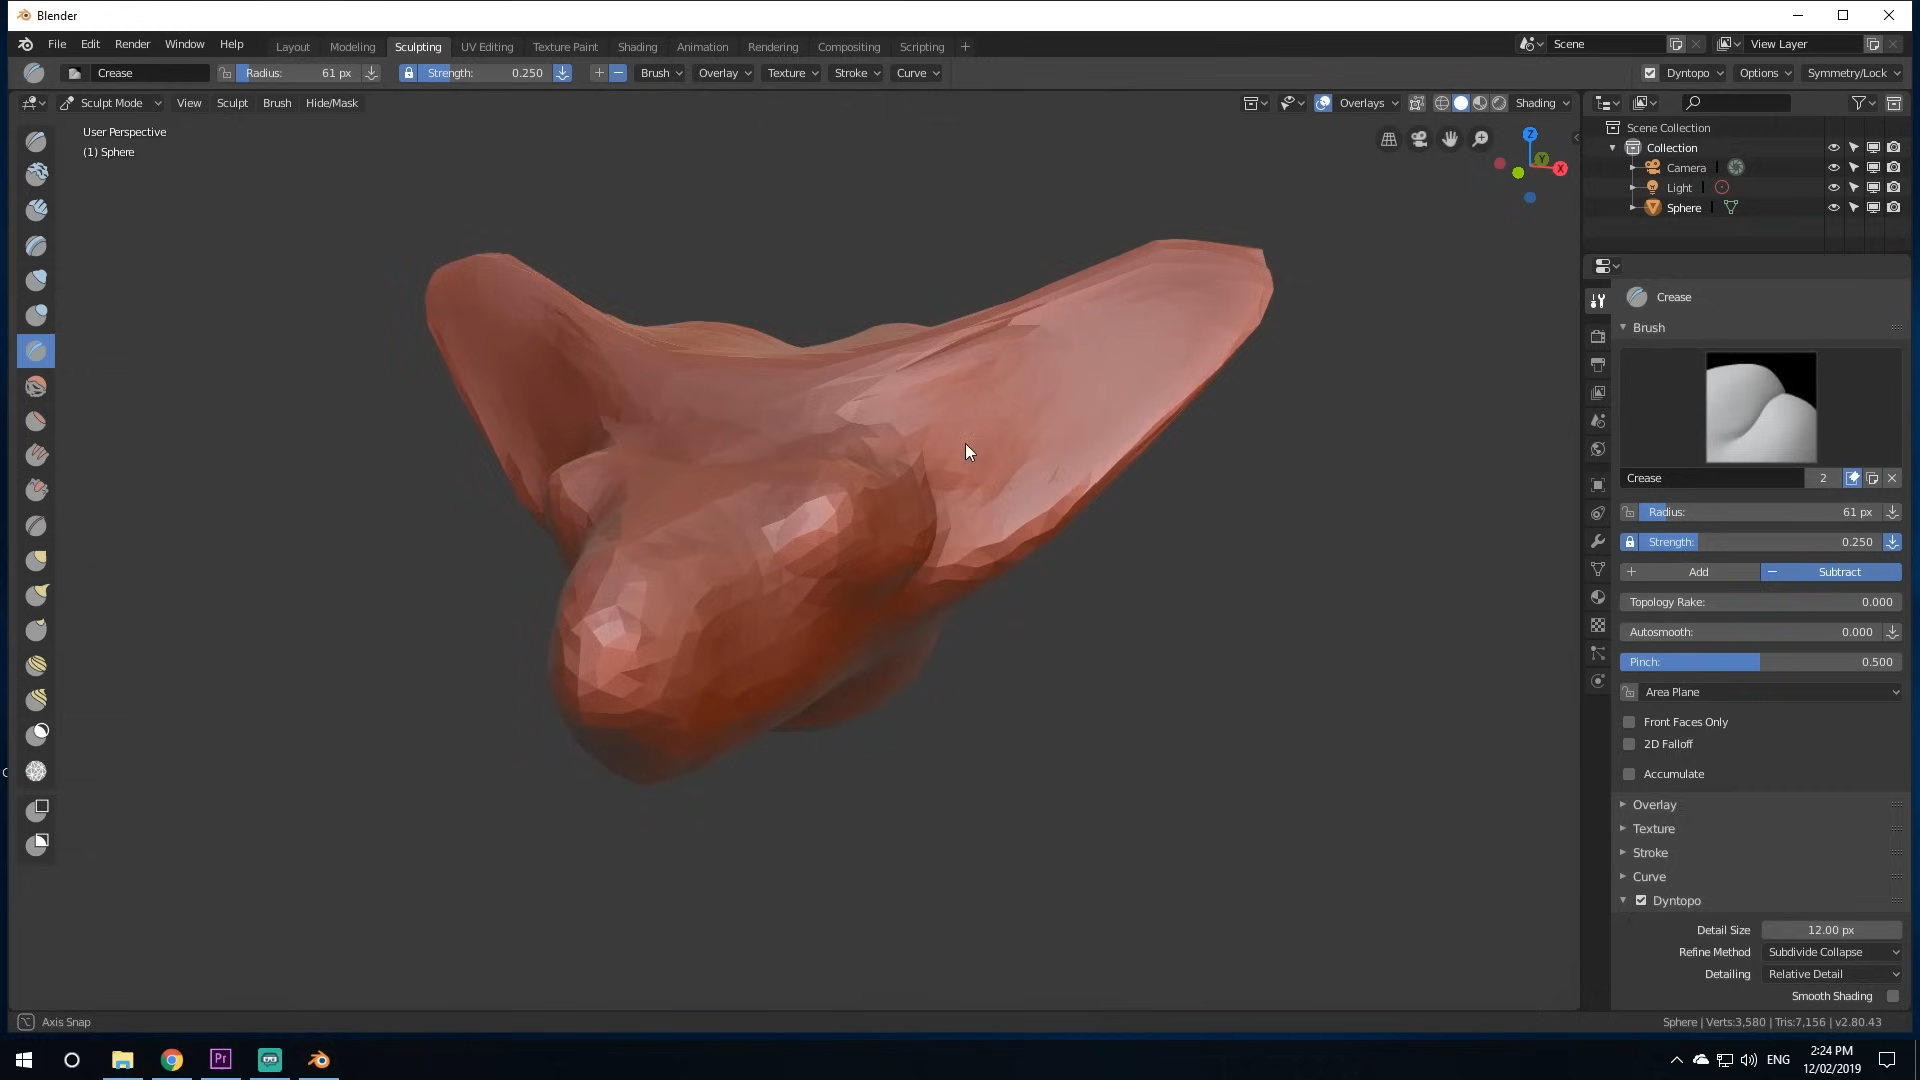 Blender
File Edit Render Window Help Layout Modeling Sculpting UV Editing Texture Paint Shading Animation Rendering Compositing Scripting + Scene View Layer
Crease Radius: 61 px Strength: 0.250 Brush Overlay Texture Stroke Curve Dyntopo Options Symmetry/Lock
Sculpt Mode View Sculpt Brush Hide/Mask Overlays Shading
User Perspective
(1) Sphere
Z
Y
X
Scene Collection
Collection
Camera
Light
Sphere
Crease
Brush
Crease 2
Radius: 61 px
Strength: 0.250
Add Subtract
Topology Rake: 0.000
Autosmooth: 0.000
Pinch: 0.500
Area Plane
Front Faces Only
2D Falloff
Accumulate
Overlay
Texture
Stroke
Curve
Dyntopo
Detail Size 12.00 px
Refine Method Subdivide Collapse
Detailing Relative Detail
Smooth Shading
Axis Snap
Sphere | Verts:3,580 | Tris:7,156 | v2.80.43
Pr
ENG
2:24 PM
12/02/2019